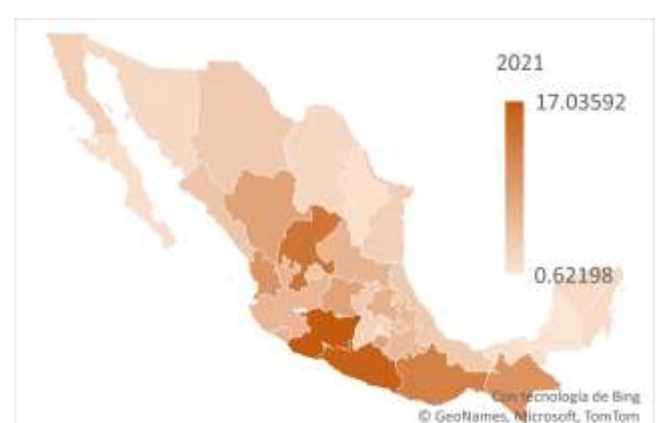 2021
17.03592
0.62198
Con tecnología de Bing
© GeoNames, Microsoft, TomTom